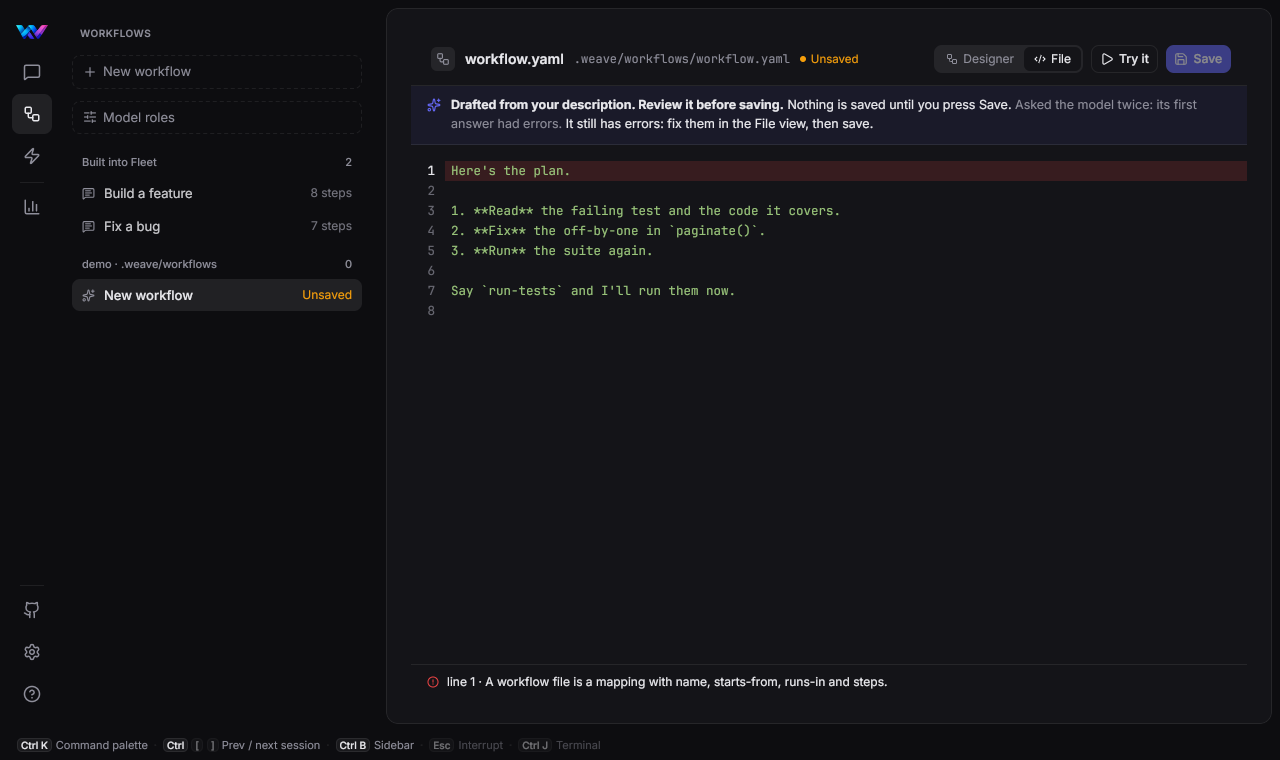 WORKFLOWS
New workflow
Model roles
Built into Fleet 2
Build a feature 8 steps
Fix a bug 7 steps
demo · .weave/workflows 0
New workflow Unsaved
workflow.yaml .weave/workflows/workflow.yaml Unsaved Designer File Try it Save
Drafted from your description. Review it before saving. Nothing is saved until you press Save. Asked the model twice: its first
answer had errors. It still has errors: fix them in the File view, then save.
1 Here's the plan.
2
3 1. **Read** the failing test and the code it covers.
4 2. **Fix** the off-by-one in `paginate()`.
5 3. **Run** the suite again.
6
7 Say `run-tests` and I'll run them now.
8
line 1 · A workflow file is a mapping with name, starts-from, runs-in and steps.
Ctrl K Command palette · Ctrl [ ] Prev / next session · Ctrl B Sidebar · Esc Interrupt · Ctrl J Terminal